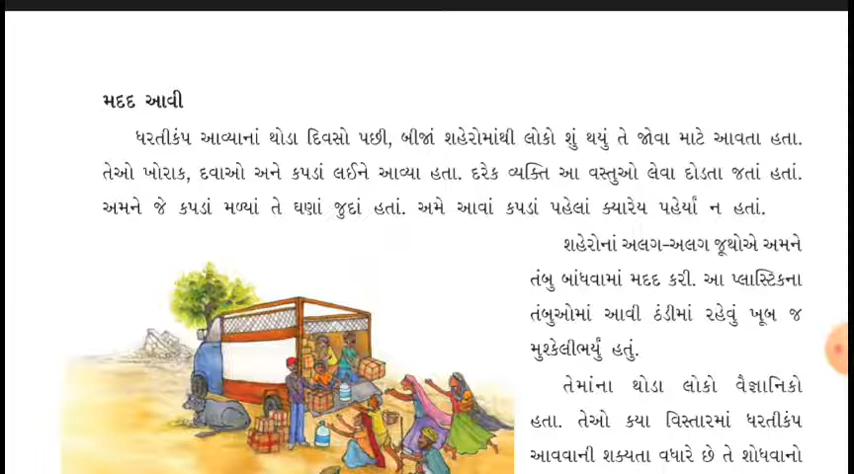 મદદ આવી
ધરતીકંપ આવ્યાનાં થોડા દિવસો પછી, બીજાં શહેરોમાંથી લોકો શું થયું તે જોવા માટે આવતા હતા.
તેઓ ખોરાક, દવાઓ અને કપડાં લઈને આવ્યા હતા. દરેક વ્યક્તિ આ વસ્તુઓ લેવા દોડતા જતાં હતાં.
અમને જે કપડાં મળ્યાં તે ઘણાં જુદાં હતાં. અમે આવાં કપડાં પહેલાં ક્યારેય પહેર્યાં ન હતાં.
શહેરોનાં અલગ-અલગ જૂથોએ અમને
તંબુ બાંધવામાં મદદ કરી. આ પ્લાસ્ટિકના
તંબુઓમાં આવી ઠંડીમાં રહેવું ખૂબ જ
મુશ્કેલીભર્યું હતું.
તેમાંના થોડા લોકો વૈજ્ઞાનિકો
હતા. તેઓ કયા વિસ્તારમાં ધરતીકંપ
આવવાની શક્યતા વધારે છે તે શોધવાનો